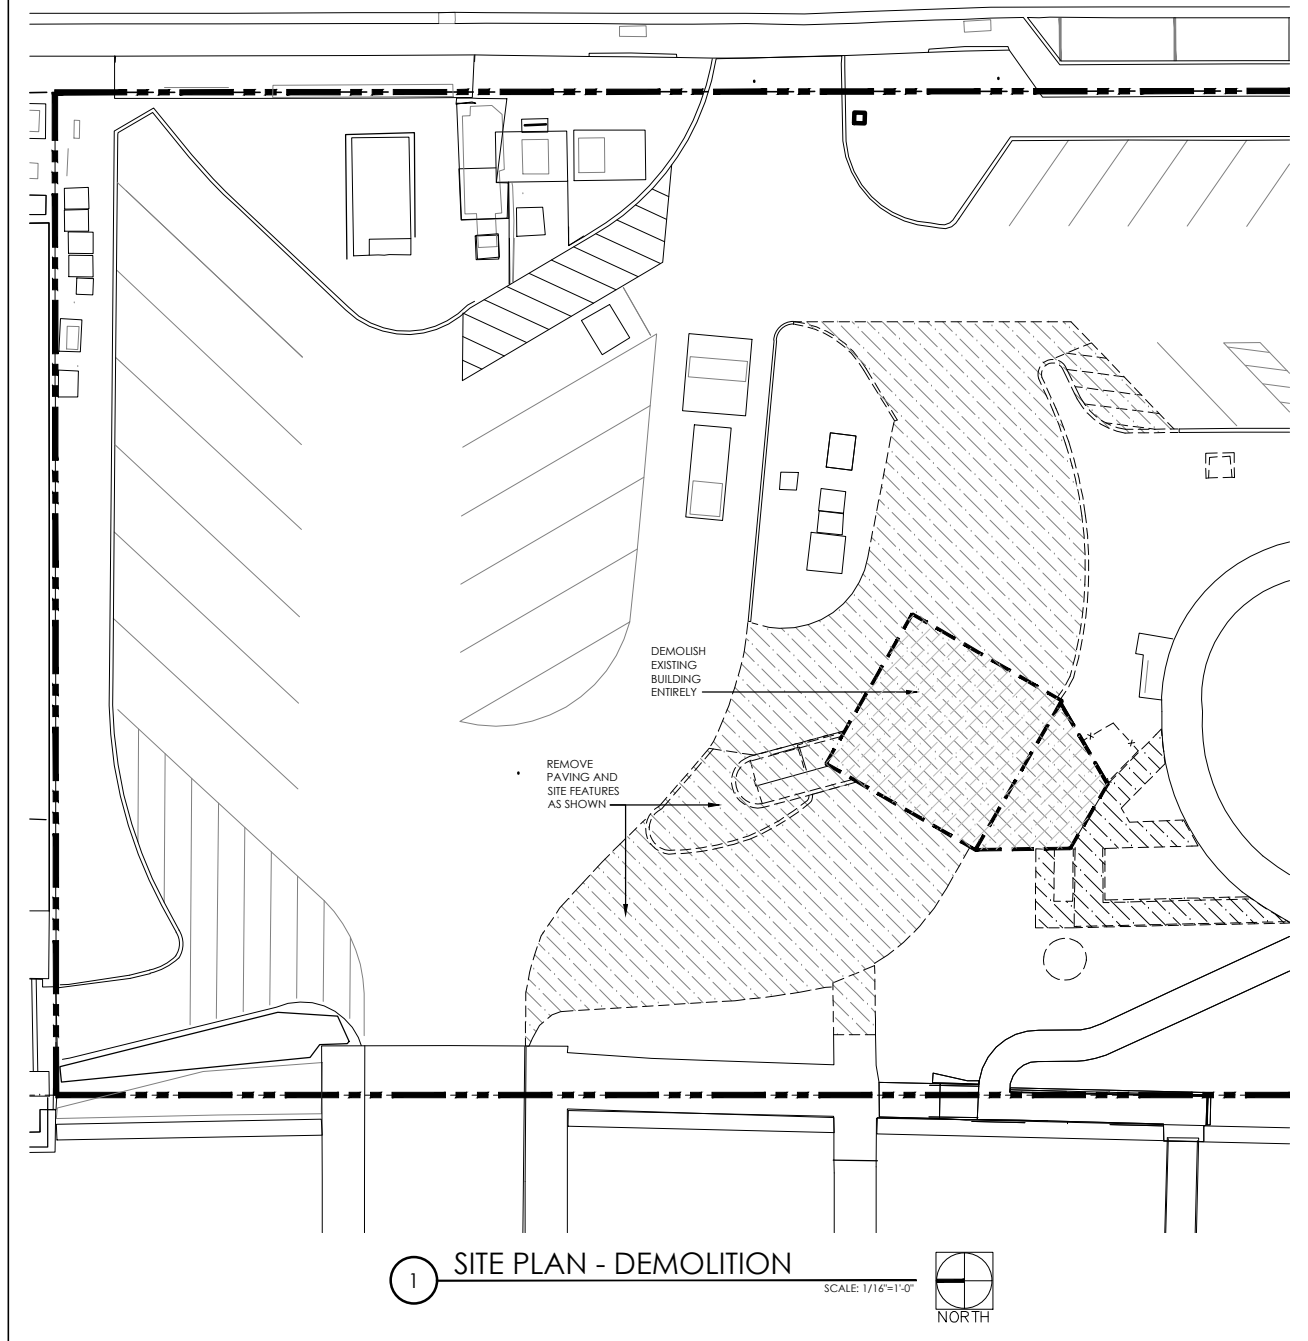 DEMOLISH
EXISTING
BUILDING
ENTIRELY
REMOVE
PAVING AND
SITE FEATURES
AS SHOWN
1
SITE PLAN - DEMOLITION
SCALE: 1/16"=1'-0"
NORTH